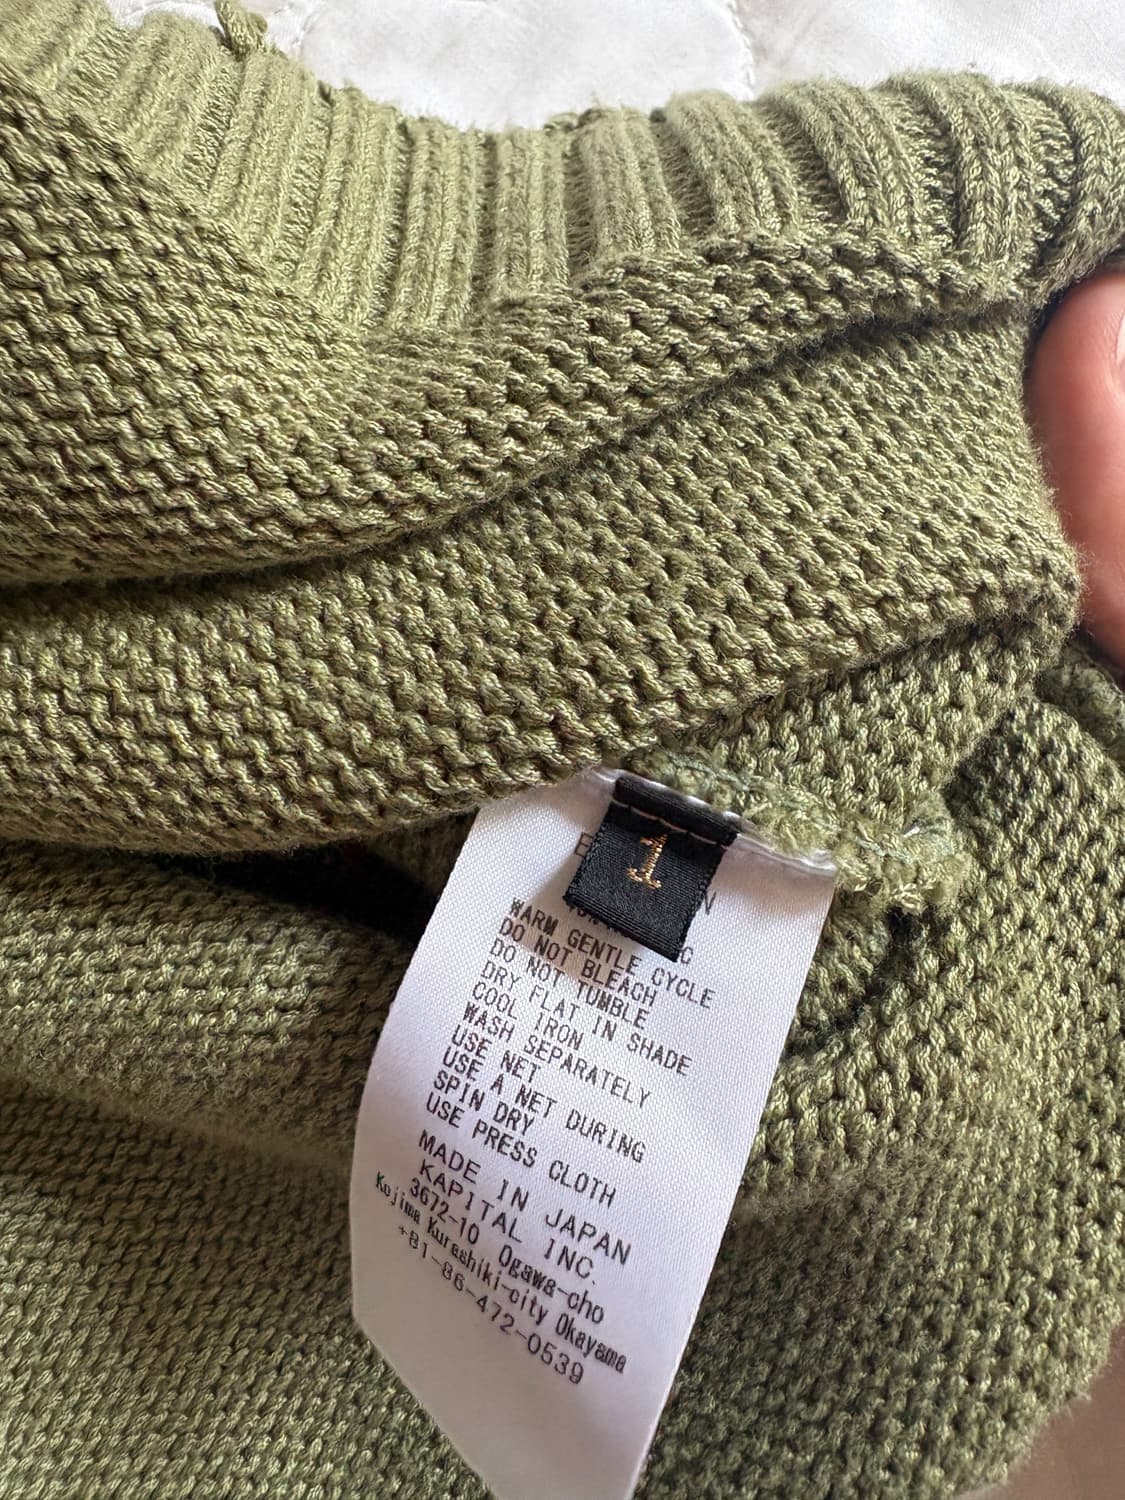 1
WARM GENTLE CYCLE
DO NOT BLEACH
DO NOT TUMBLE
DRY FLAT IN SHADE
COOL IRON
WASH SEPARATELY
USE NET
USE A NET DURING
SPIN DRY
USE PRESS CLOTH
MADE IN JAPAN
KAPITAL INC.
3672-10 Ogawa-cho
Kojima Kurashiki-city Okayama
+81-86-472-0539